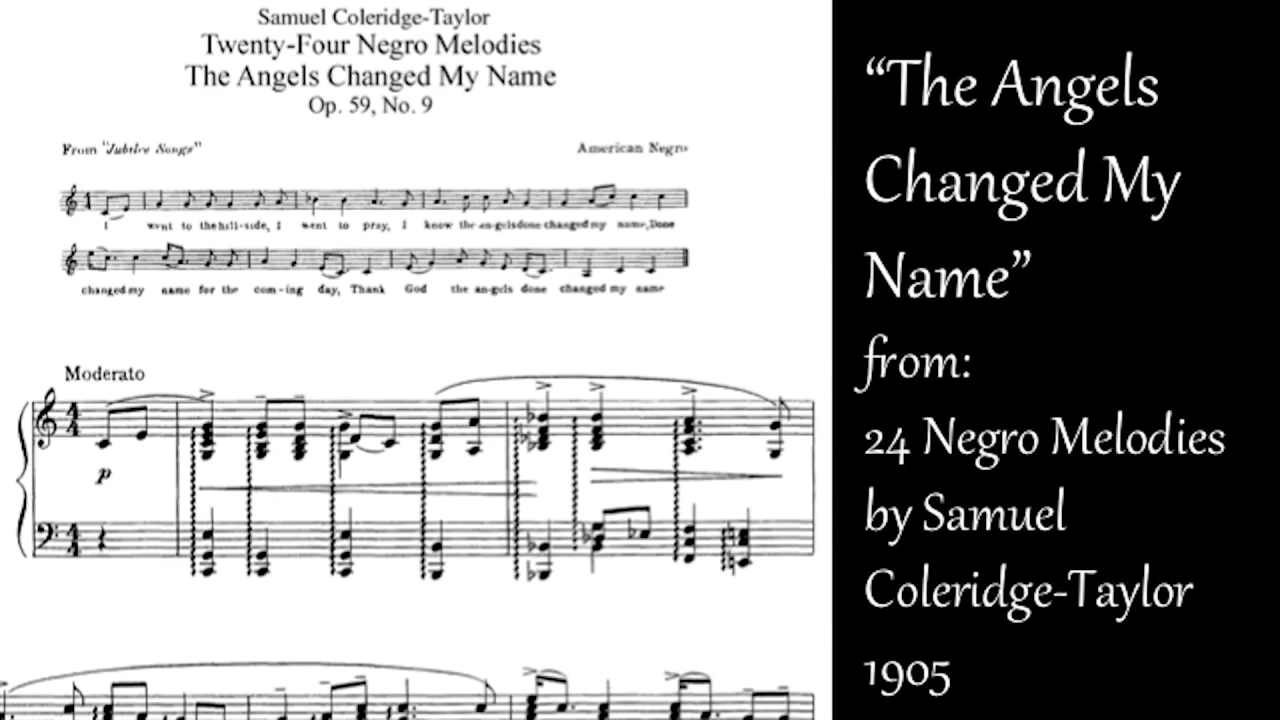 Samuel Coleridge-Taylor
Twenty-Four Negro Melodies
The Angels Changed My Name
Op. 59, No. 9
From "Jubilee Songs"
American Negro
I went to the hill-side, I went to pray, I know the an-gels done changed my name, Done
changed my name for the com-ing day, Thank God the an-gels done changed my name
Moderato
p
“The Angels
Changed My
Name”
from:
24 Negro Melodies
by Samuel
Coleridge-Taylor
1905